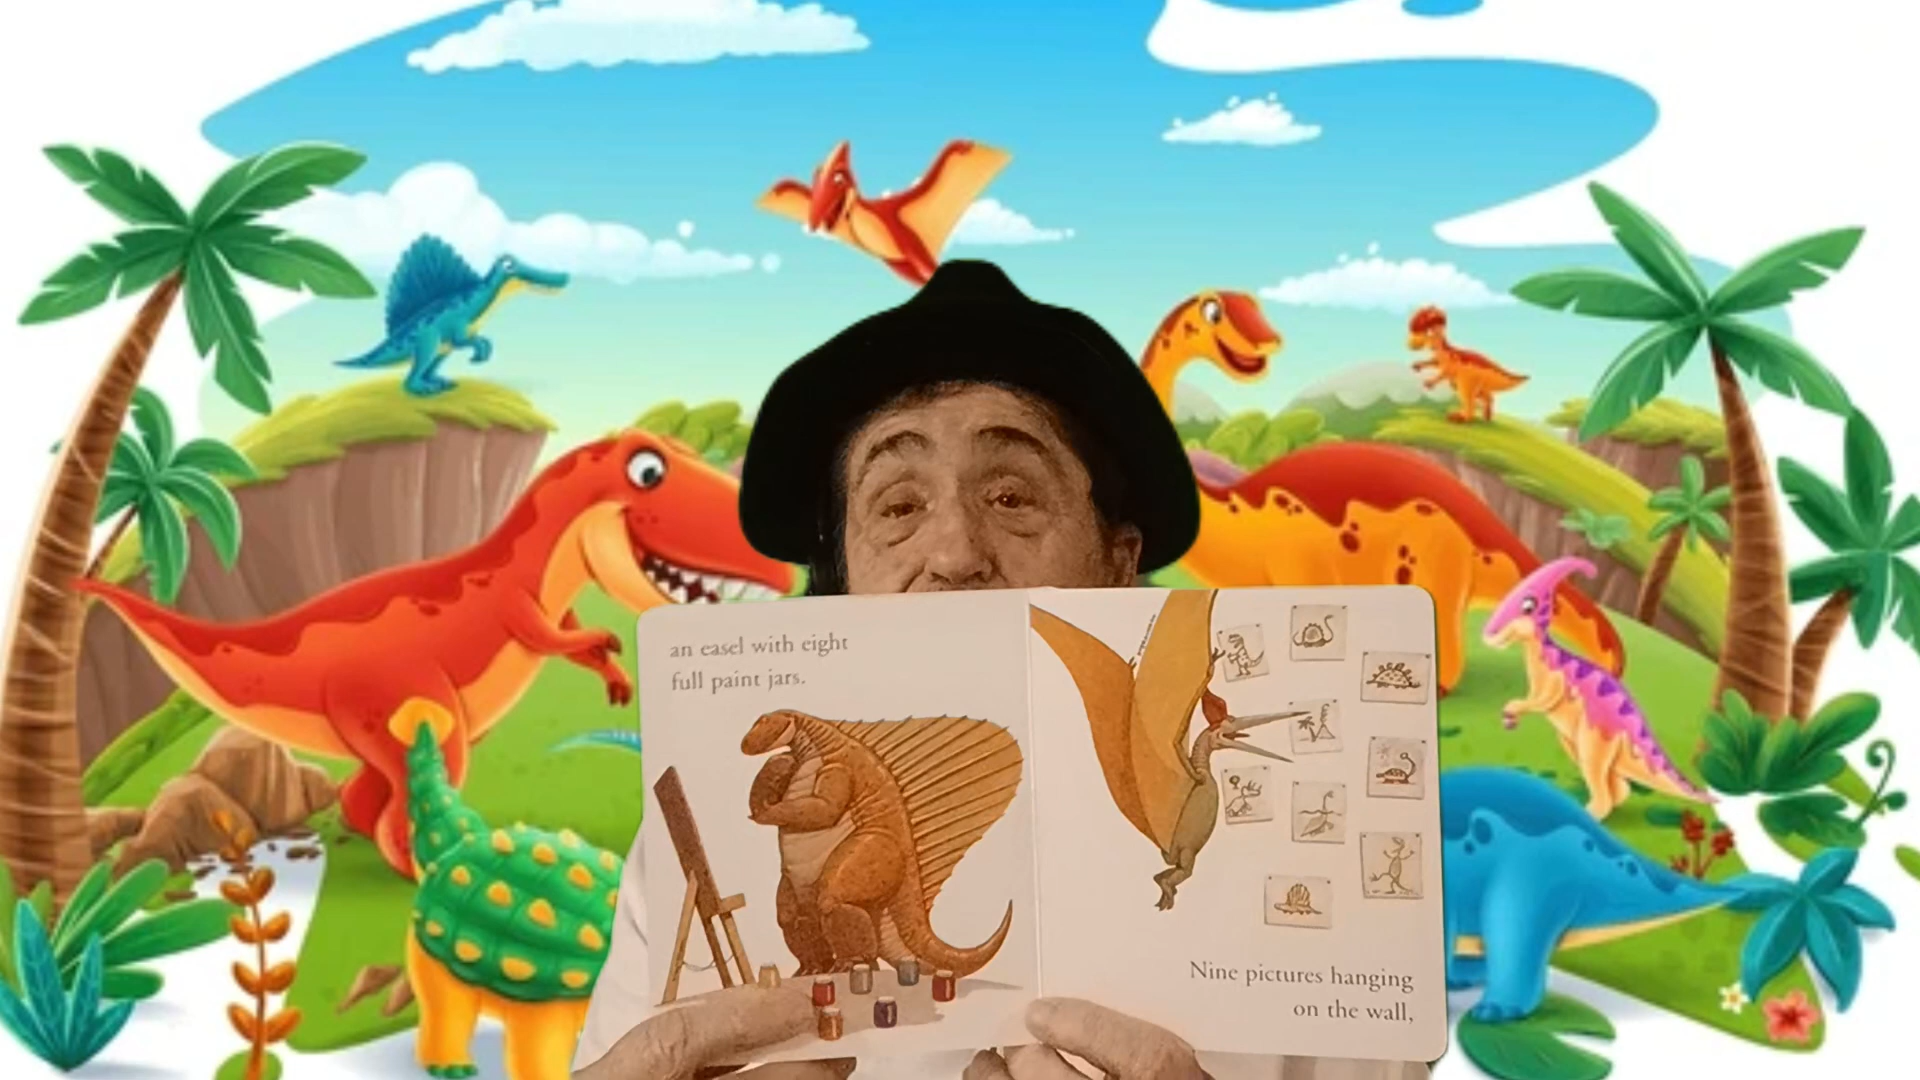 an easel with eight
full paint jars.
Nine pictures hanging
on the wall,